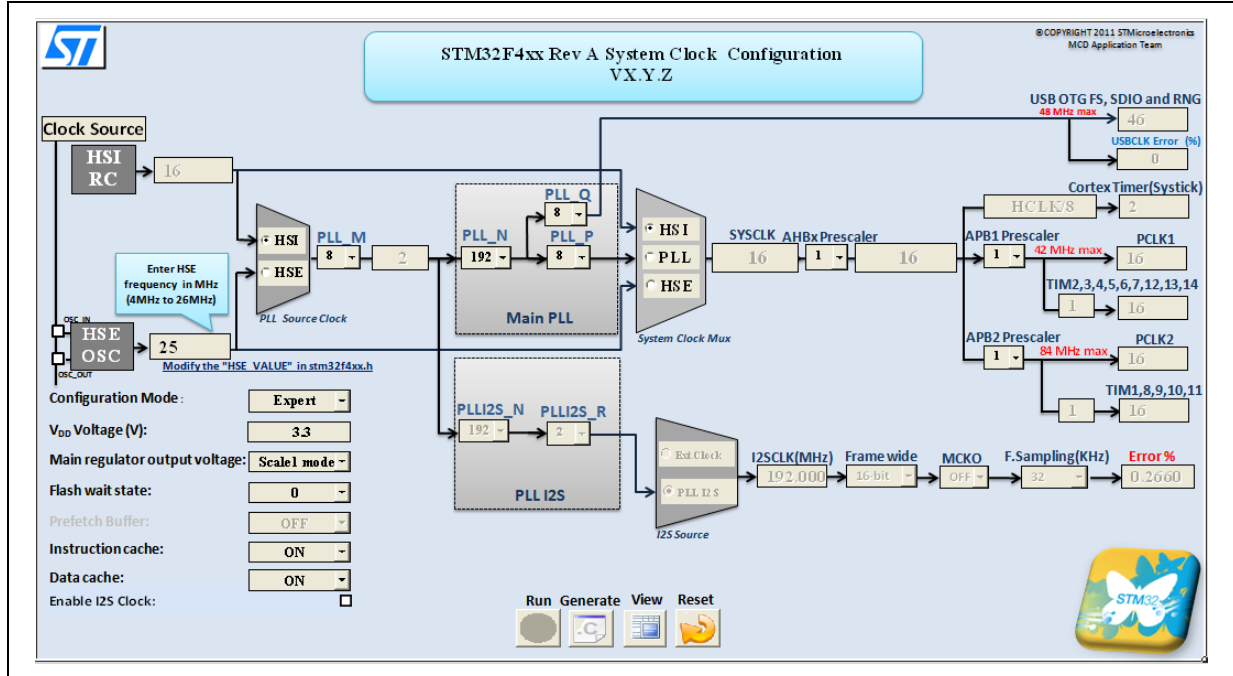 ST
STM32F4xx Rev A System Clock Configuration
VX.Y.Z
©COPYRIGHT 2011 STMicroelectronics
MCD Application Team
USB OTG FS, SDIO and RNG
48 MHz max
46
USBCLK Error (%)
0
Clock Source
HSI
RC
16
HSI
HSE
PLL Source Clock
PLL_M
8
2
PLL_N
192
PLL_Q
8
PLL_P
8
Main PLL
HSI
PLL
HSE
System Clock Mux
SYSCLK
16
AHBx Prescaler
1
16
Cortex Timer(Systick)
HCLK/8
2
APB1 Prescaler
1
42 MHz max
PCLK1
16
TIM2,3,4,5,6,7,12,13,14
1
16
APB2 Prescaler
1
84 MHz max
PCLK2
16
TIM1,8,9,10,11
1
16
Enter HSE
frequency in MHz
(4MHz to 26MHz)
OSC_IN
HSE
OSC
OSC_OUT
25
Modify the "HSE_VALUE" in stm32f4xx.h
Configuration Mode:
Expert
VDD Voltage (V):
3.3
Main regulator output voltage:
Scale1 mode
Flash wait state:
0
Prefetch Buffer:
OFF
Instruction cache:
ON
Data cache:
ON
Enable I2S Clock:
PLLI2S_N
192
PLLI2S_R
2
PLL I2S
Ext.Clock
PLL I2S
I2S Source
I2SCLK(MHz)
192.000
Frame wide
16-bit
MCKO
OFF
F.Sampling(KHz)
32
Error %
0.2660
Run
Generate
.C
View
Reset
STM32